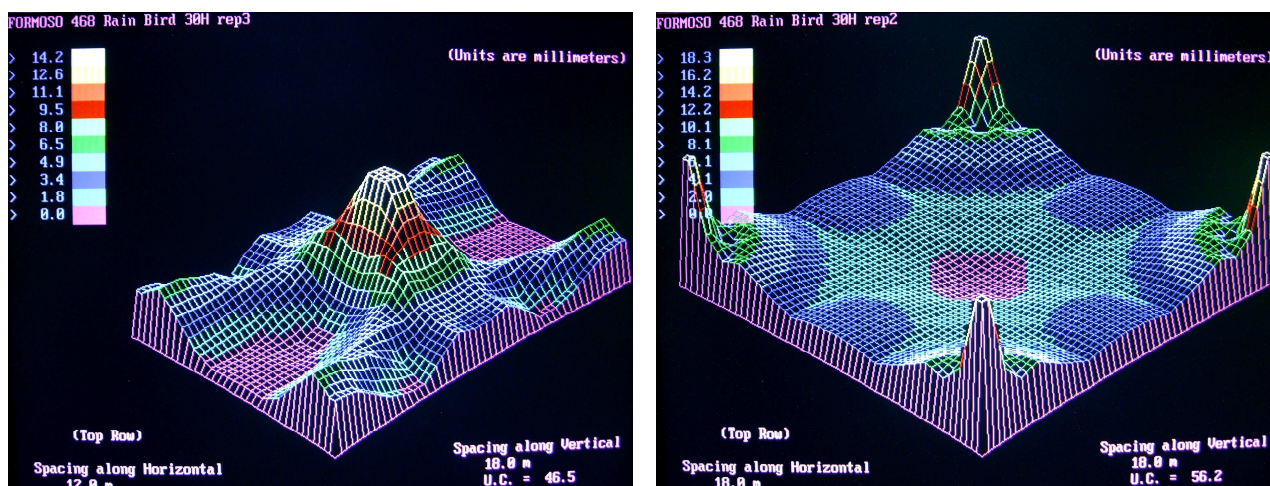 FORMOSO 468 Rain Bird 30H rep3
(Units are millimeters)
> 14.2
> 12.6
> 11.1
> 9.5
> 8.0
> 6.5
> 4.9
> 3.4
> 1.8
> 0.0
(Top Row)
Spacing along Horizontal
12.0 m
Spacing along Vertical
18.0 m
U.C. = 46.5
FORMOSO 468 Rain Bird 30H rep2
(Units are millimeters)
> 18.3
> 16.2
> 14.2
> 12.2
> 10.1
> 8.1
>
>
>
>
(Top Row)
Spacing along Horizontal
18.0 m
Spacing along Vertical
18.0 m
U.C. = 56.2